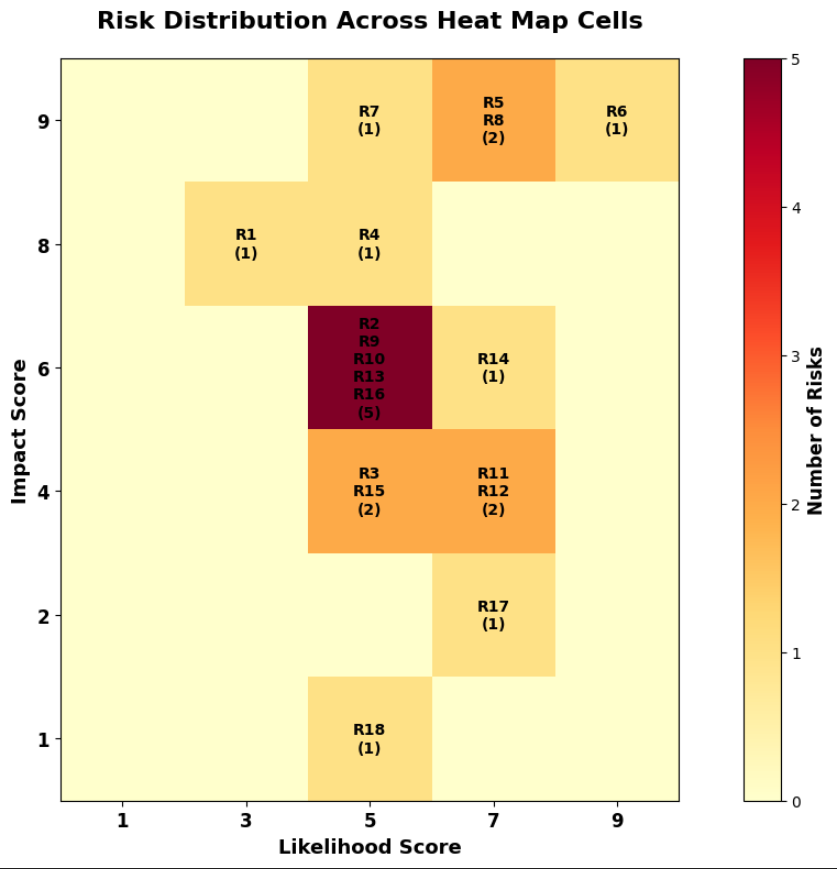 Risk Distribution Across Heat Map Cells
Impact Score
9
8
6
4
2
1
R7
(1)
R5
R8
(2)
R6
(1)
R1
(1)
R4
(1)
R2
R9
R10
R13
R16
(5)
R14
(1)
R3
R15
(2)
R11
R12
(2)
R17
(1)
R18
(1)
1
3
5
7
9
Likelihood Score
5
4
3
2
1
0
Number of Risks